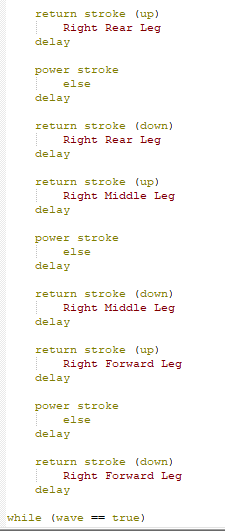 return stroke (up)
Right Rear Leg
delay
power stroke
else
delay
return stroke (down)
Right Rear Leg
delay
return stroke (up)
Right Middle Leg
delay
power stroke
else
delay
return stroke (down)
Right Middle Leg
delay
return stroke (up)
Right Forward Leg
delay
power stroke
else
delay
return stroke (down)
Right Forward Leg
delay
while (wave == true)